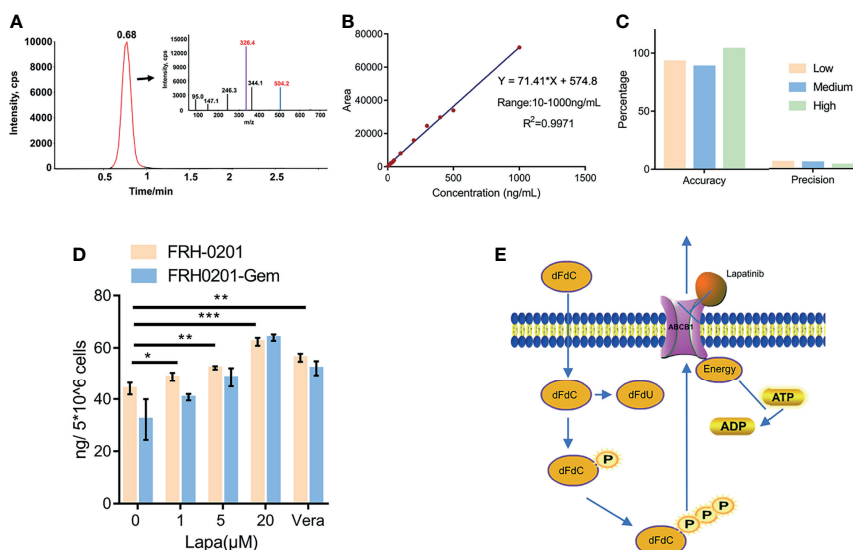 A
0.68
Intensity, cps
10000
8000
6000
4000
2000
0
0.5
1
1.5
2
2.5
Time/min
Intensity, cps
15000
12000
9000
6000
3000
0
326.4
504.2
344.1
246.3
147.1
95.0
100 200 300 400 500 600 700
m/z
B
Area
80000
60000
40000
20000
0
0
500
1000
1500
Concentration (ng/mL)
Y = 71.41*X + 574.8
Range:10-1000ng/mL
R²=0.9971
C
Percentage
100
50
0
Low
Medium
High
Accuracy
Precision
D
FRH-0201
FRH0201-Gem
ng/ 5*10^6 cells
80
60
40
20
0
**
***
**
*
0 1 5 20 Vera
Lapa(μM)
E
dFdC
Lapatinib
ABCB1
Energy
dFdC
dFdU
ATP
ADP
dFdC
P
dFdC
P
P
P